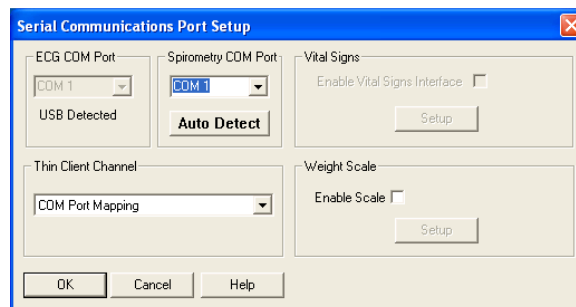 Serial Communications Port Setup
ECG COM Port
COM 1
USB Detected
Spirometry COM Port
COM 1
Auto Detect
Vital Signs
Enable Vital Signs Interface
Setup
Thin Client Channel
COM Port Mapping
Weight Scale
Enable Scale
Setup
OK
Cancel
Help